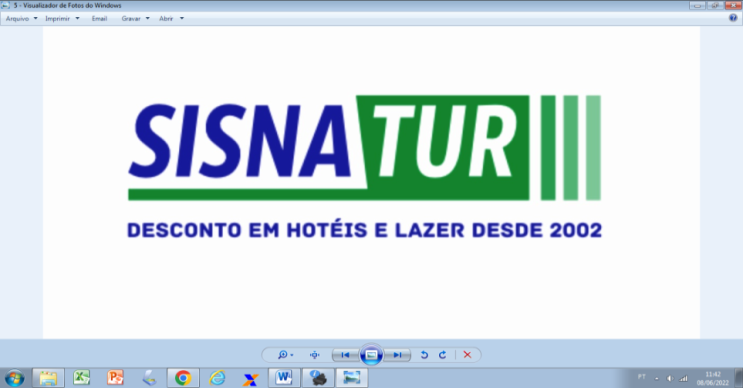 5 - Visualizador de Fotos do Windows
Arquivo Imprimir Email Gravar Abrir
SISNATUR
DESCONTO EM HOTÉIS E LAZER DESDE 2002
PT
11:42
08/06/2022